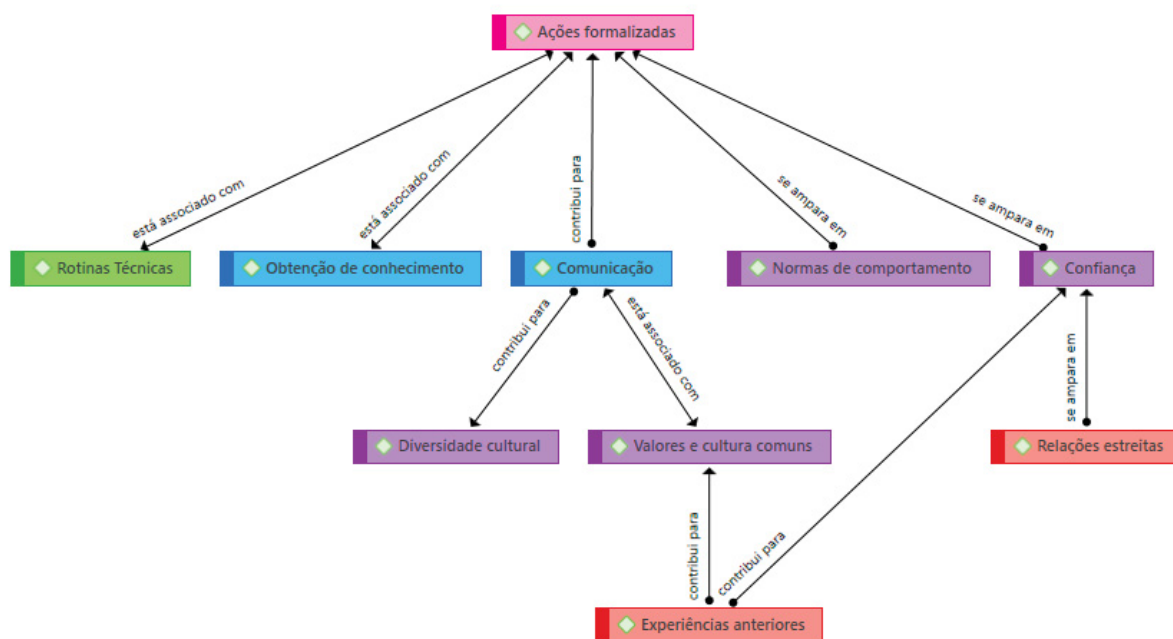 Ações formalizadas
está associado com
está associado com
contribui para
se ampara em
se ampara em
Rotinas Técnicas
Obtenção de conhecimento
Comunicação
Normas de comportamento
Confiança
contribui para
está associado com
se ampara em
Diversidade cultural
Valores e cultura comuns
Relações estreitas
contribui para
contribui para
Experiências anteriores